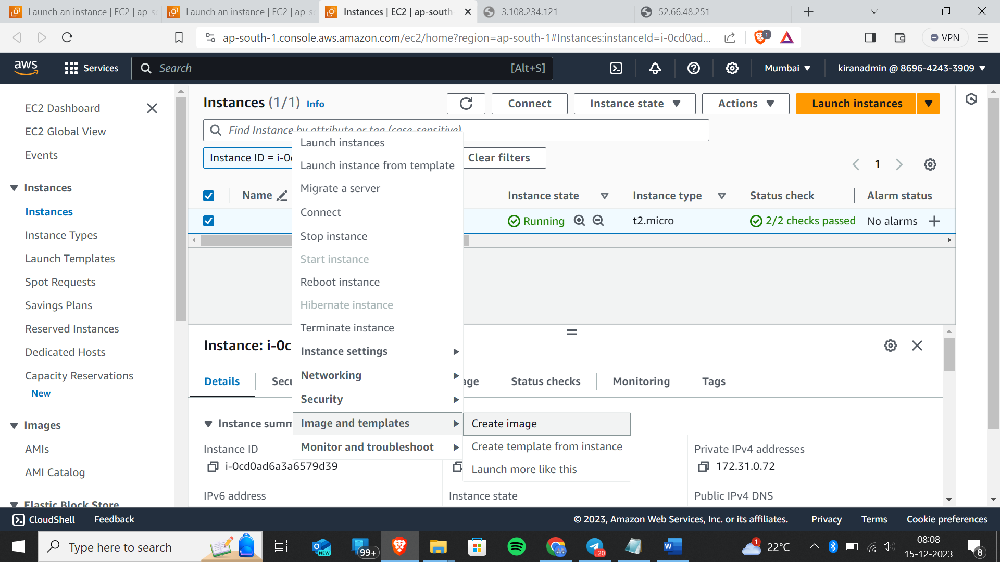 Launch an instance | EC2 | ap-so
Launch an instance | EC2 | ap-so
Instances | EC2 | ap-south-
3.108.234.121
52.66.48.251
ap-south-1.console.aws.amazon.com/ec2/home?region=ap-south-1#Instances:instanceId=i-0cd0ad...
1
VPN
aws
Services
Search
[Alt+S]
Mumbai
kiranadmin @ 8696-4243-3909
EC2 Dashboard
EC2 Global View
Events
Instances
Instances
Instance Types
Launch Templates
Spot Requests
Savings Plans
Reserved Instances
Dedicated Hosts
Capacity Reservations
New
Images
AMIs
AMI Catalog
Elastic Block Store
Instances (1/1) Info
Connect
Instance state
Actions
Launch instances
Find Instance by attribute or tag (case-sensitive)
Instance ID = i-0c
Clear filters
1
Name
Instance state
Instance type
Status check
Alarm status
Running
t2.micro
2/2 checks passed
No alarms
Launch instances
Launch instance from template
Migrate a server
Connect
Stop instance
Start instance
Reboot instance
Hibernate instance
Terminate instance
Instance settings
Networking
Security
Image and templates
Monitor and troubleshoot
Create image
Create template from instance
Launch more like this
Instance: i-0c
Details
Secu
age
Status checks
Monitoring
Tags
Instance summ
Instance ID
i-0cd0ad6a3a6579d39
Private IPv4 addresses
172.31.0.72
IPv6 address
Instance state
Public IPv4 DNS
CloudShell
Feedback
© 2023, Amazon Web Services, Inc. or its affiliates.
Privacy
Terms
Cookie preferences
Type here to search
NEW
99+
..20
1
22°C
08:08
15-12-2023
8